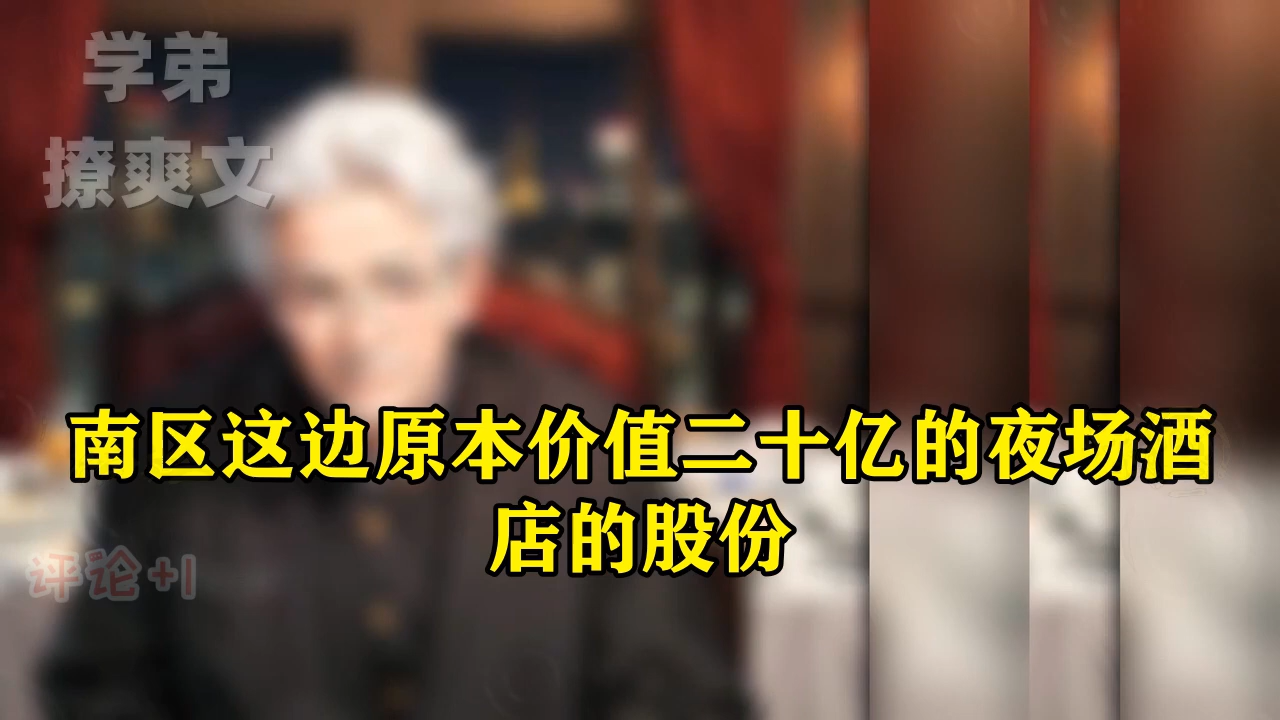 学弟
撩爽文
南区这边原本价值二十亿的夜场酒
店的股份
评论+1